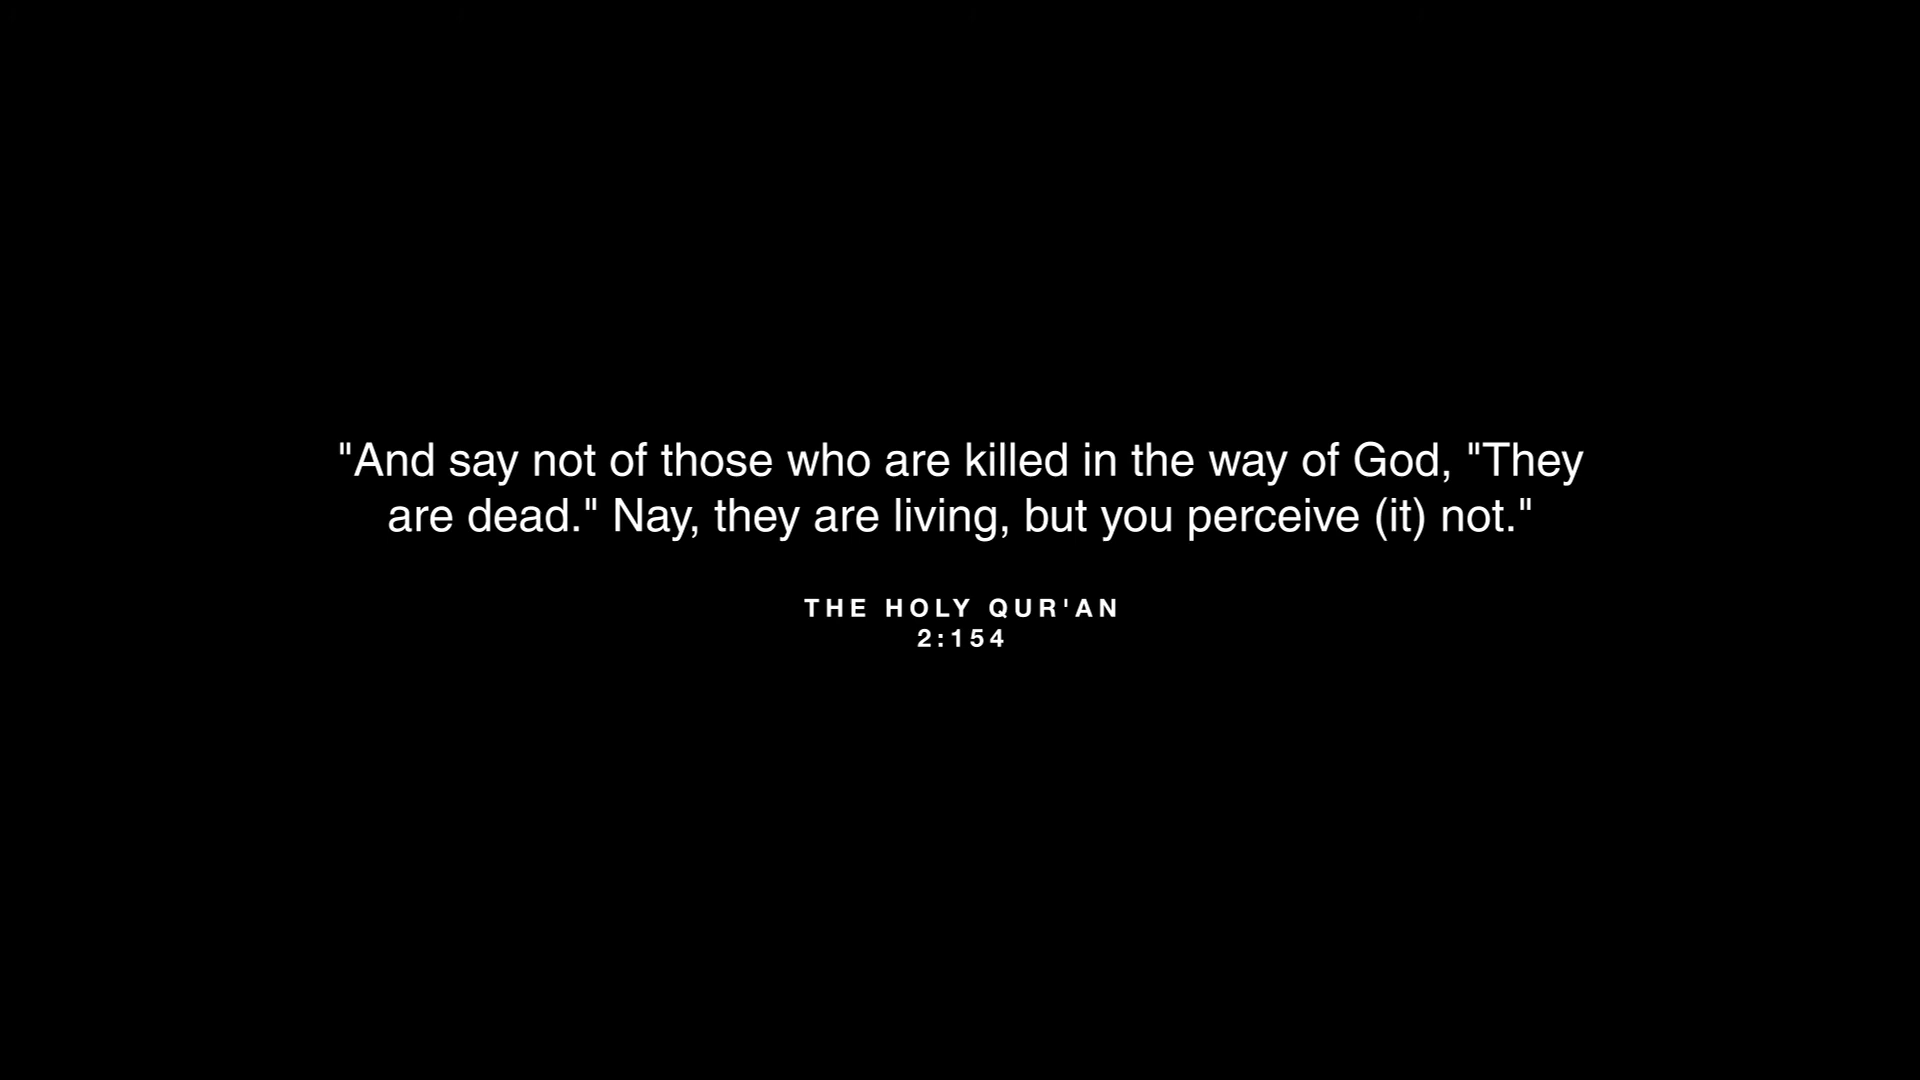 "And say not of those who are killed in the way of God, "They
are dead." Nay, they are living, but you perceive (it) not."
THE HOLY QUR'AN
2:154